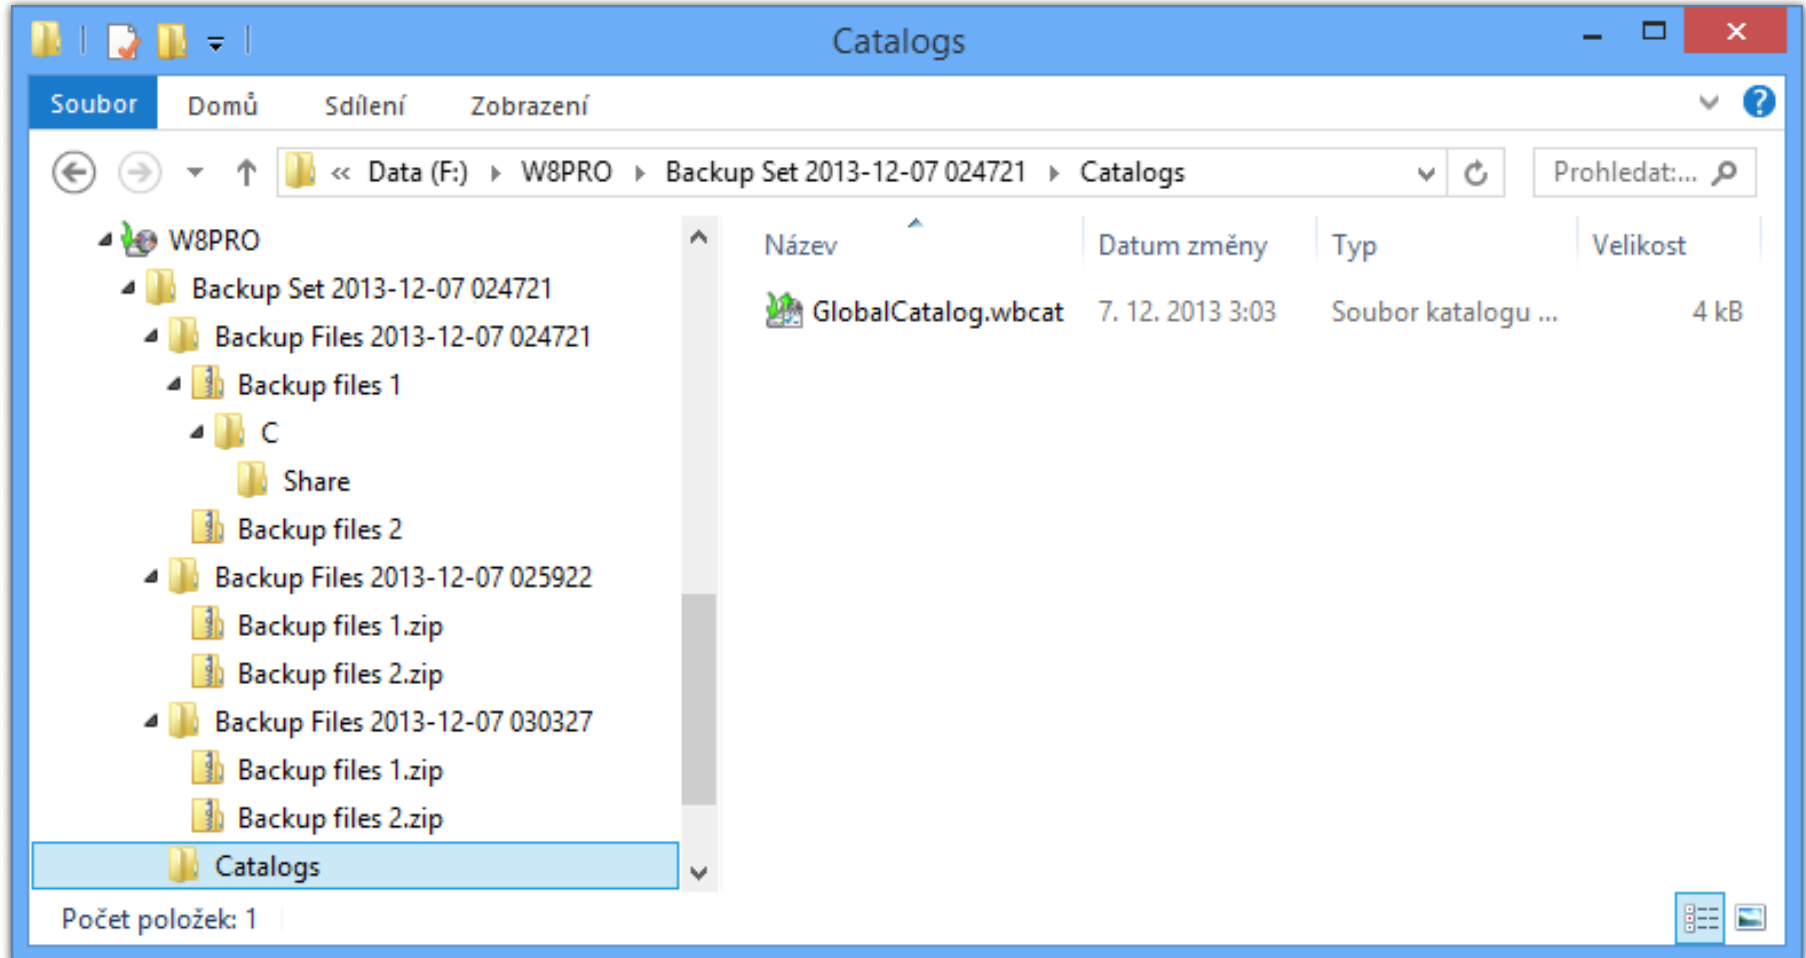 Catalogs
Soubor Domů Sdílení Zobrazení
« Data (F:) W8PRO Backup Set 2013-12-07 024721 Catalogs Prohledat:...
W8PRO
Backup Set 2013-12-07 024721
Backup Files 2013-12-07 024721
Backup files 1
C
Share
Backup files 2
Backup Files 2013-12-07 025922
Backup files 1.zip
Backup files 2.zip
Backup Files 2013-12-07 030327
Backup files 1.zip
Backup files 2.zip
Catalogs
Název Datum změny Typ Velikost
GlobalCatalog.wbcat 7. 12. 2013 3:03 Soubor katalogu ... 4 kB
Počet položek: 1